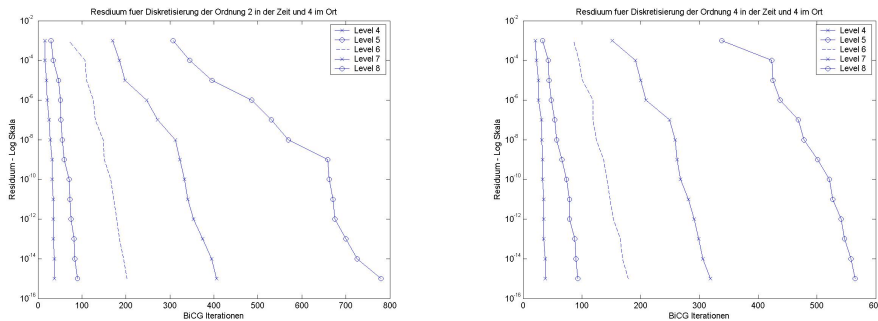 Resdiuum fuer Diskretisierung der Ordnung 2 in der Zeit und 4 im Ort
Level 4
Level 5
Level 6
Level 7
Level 8
Residuum - Log Skala
10^-2
10^-4
10^-6
10^-8
10^-10
10^-12
10^-14
10^-16
0 100 200 300 400 500 600 700 800
BiCG Iterationen
Resdiuum fuer Diskretisierung der Ordnung 4 in der Zeit und 4 im Ort
Level 4
Level 5
Level 6
Level 7
Level 8
Residuum - Log Skala
10^-2
10^-4
10^-6
10^-8
10^-10
10^-12
10^-14
10^-16
0 100 200 300 400 500 60
BiCG Iterationen